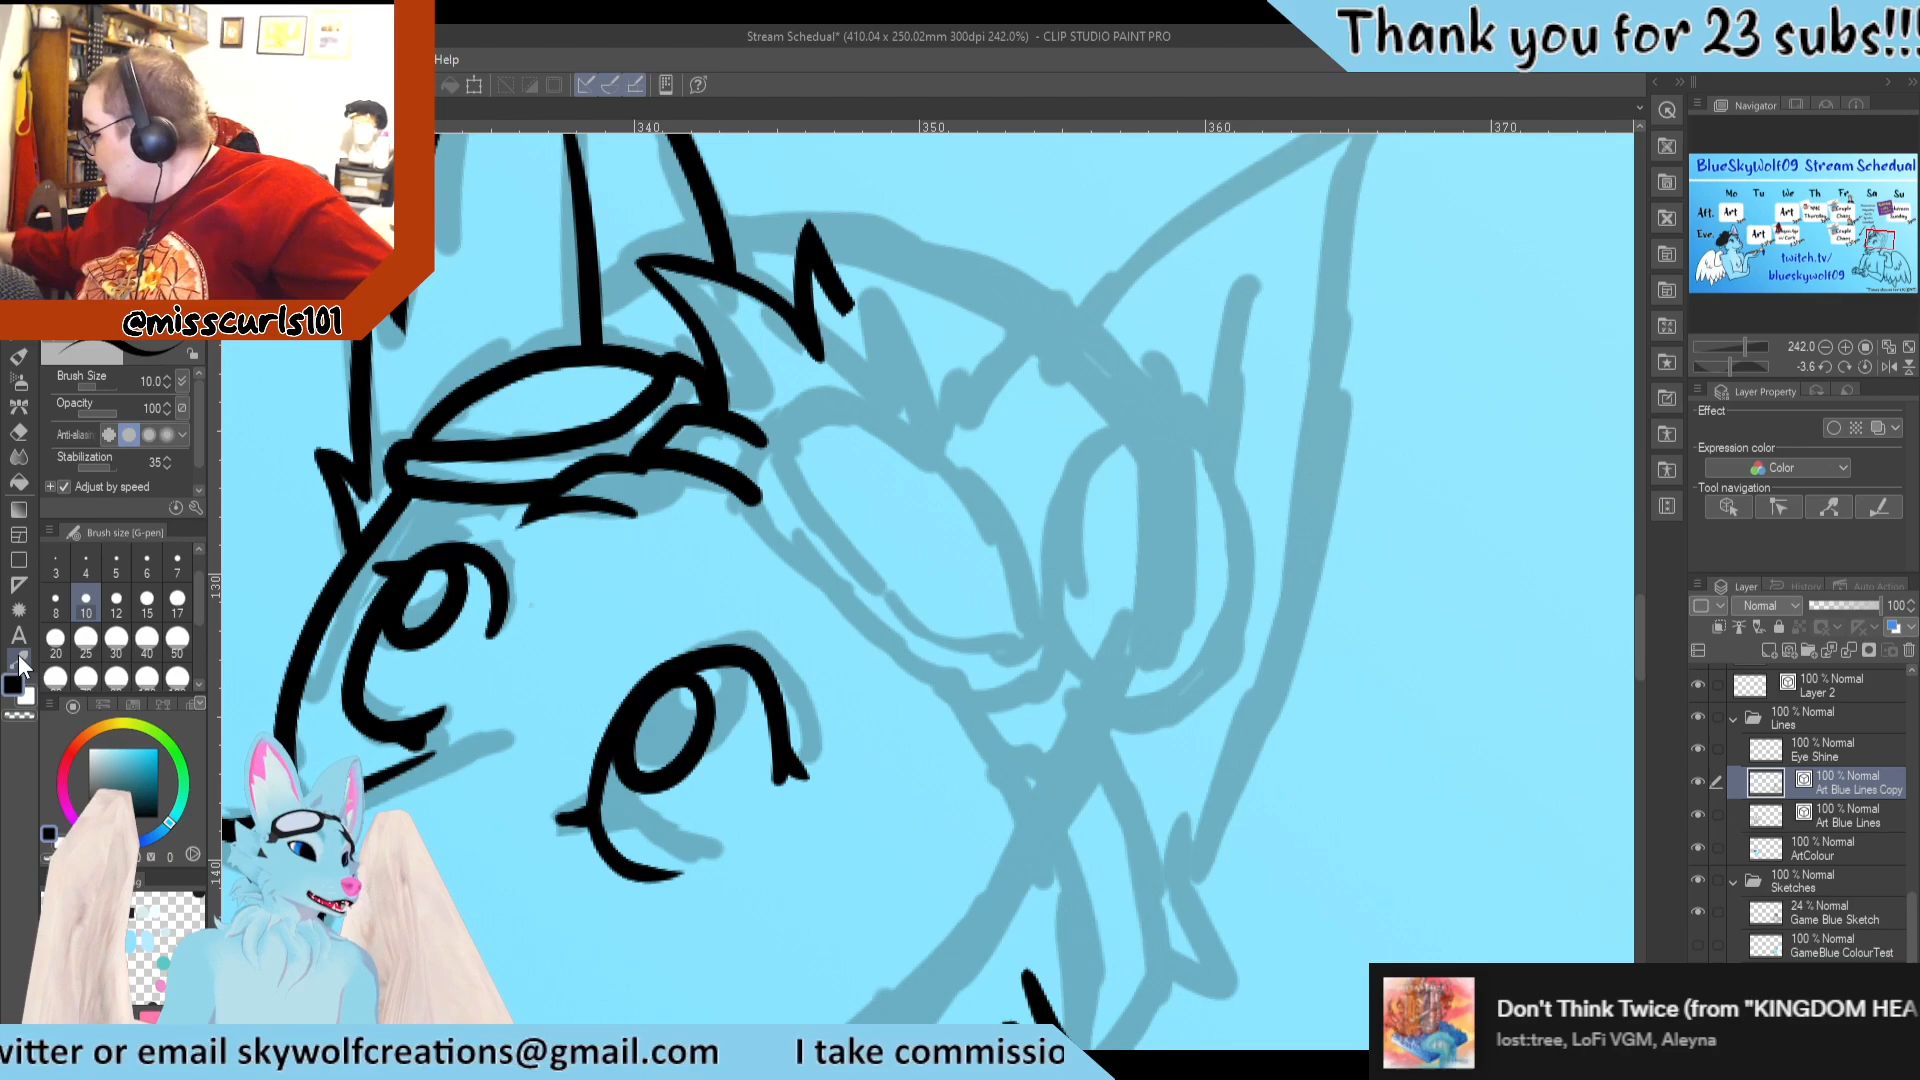 Thank you for 23 subs!!!
Stream Schedual* (410.04 x 250.02mm 300dpi 242.0%) - CLIP STUDIO PAINT PRO
Help
@misscurls101
340
350
360
370
130
140
Brush Size
10.0
Opacity
100
Anti-aliasin
Stabilization
35
Adjust by speed
Brush size [G-pen]
3 4 5 6 7
8 10 12 15 17
20 25 30 40 50
V 0
Navigator
BlueSkyWolf09 Stream Schedual
Mo Tu We Th Fr Sa Su
Aft. Art Art
Eve. Art
twitch.tv/
blueskywolf09
242.0
-3.6
Layer Property
Effect
Expression color
Color
Tool navigation
Layer
History
Auto Action
Normal
100
100 % Normal
Layer 2
100 % Normal
Lines
100 % Normal
Eye Shine
100 % Normal
Art Blue Lines Copy
100 % Normal
Art Blue Lines
100 % Normal
ArtColour
100 % Normal
Sketches
24 % Normal
Game Blue Sketch
100 % Normal
GameBlue ColourTest
Don't Think Twice (from "KINGDOM HEA
lost:tree, LoFi VGM, Aleyna
witter or email skywolfcreations@gmail.com
I take commissio